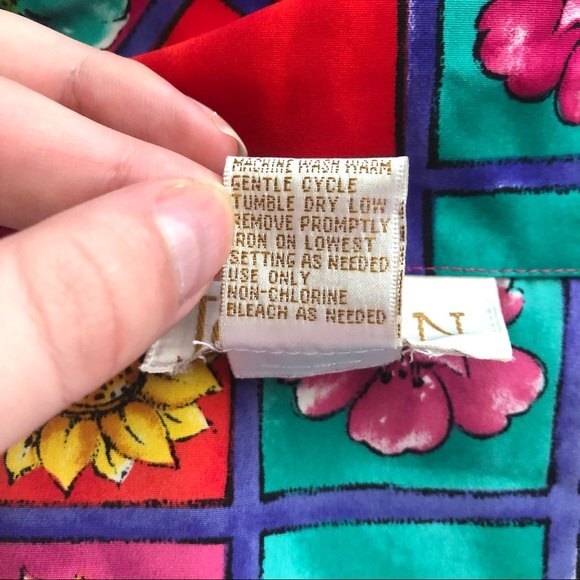 MACHINE WASH WARM
GENTLE CYCLE
TUMBLE DRY LOW
REMOVE PROMPTLY
IRON ON LOWEST
SETTING AS NEEDED
USE ONLY
NON-CHLORINE
BLEACH AS NEEDED
N